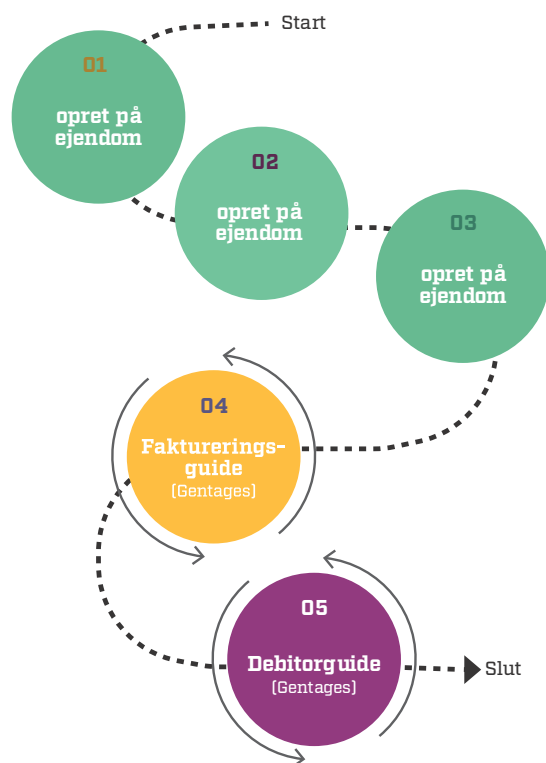 Start
01
opret på
ejendom
02
opret på
ejendom
03
opret på
ejendom
04
Fakturerings-
guide
(Gentages)
05
Debitorguide
(Gentages)
Slut